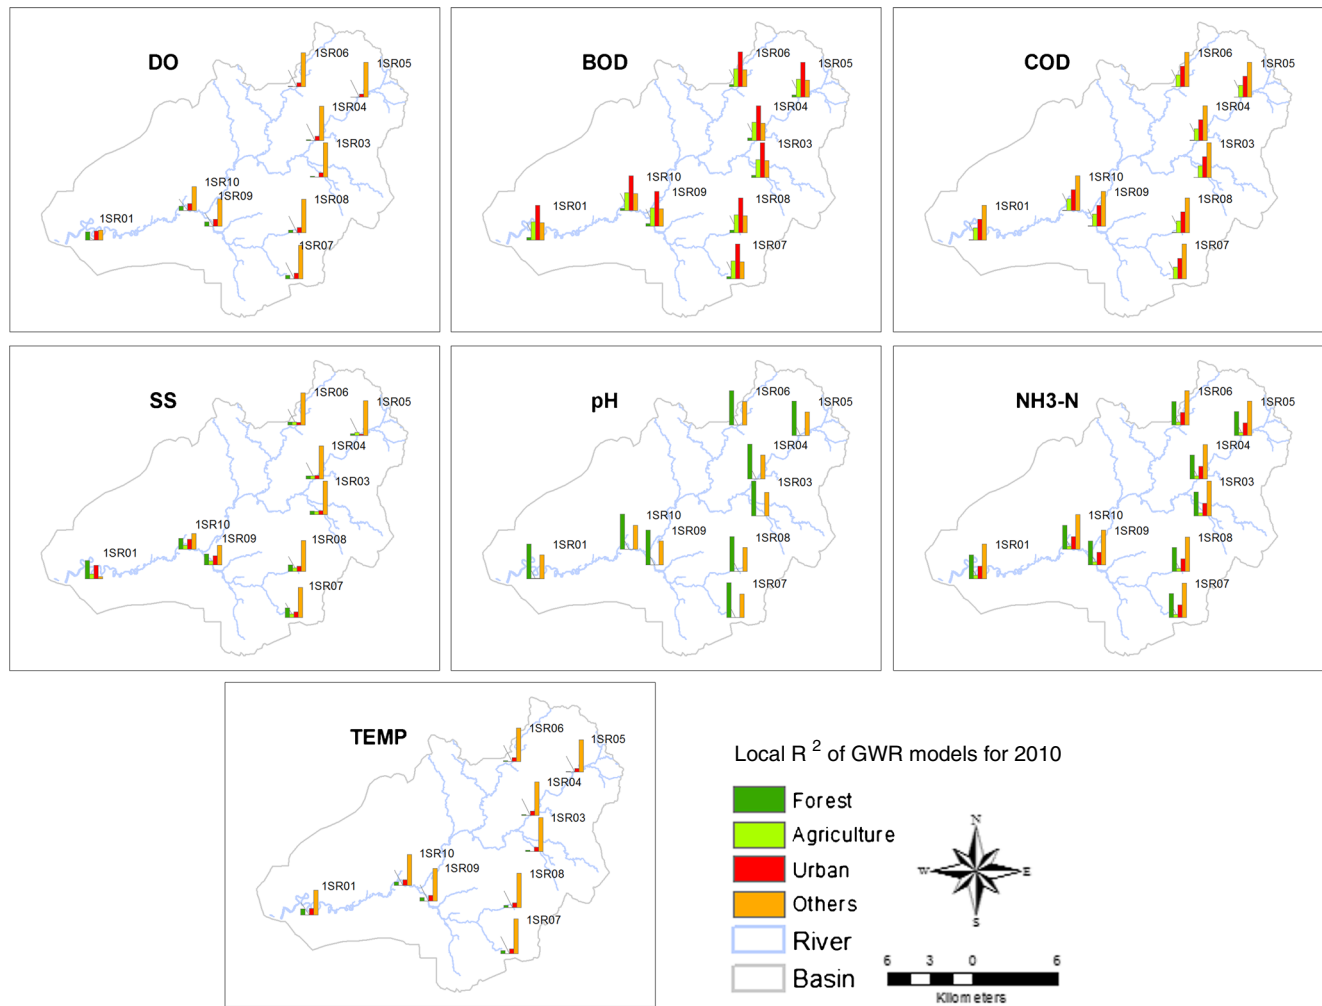 DO
1SR06
1SR05
1SR04
1SR03
1SR10
1SR09
1SR08
1SR01
1SR07
BOD
1SR06
1SR05
1SR04
1SR03
1SR10
1SR09
1SR08
1SR01
1SR07
COD
1SR06
1SR05
1SR04
1SR03
1SR10
1SR09
1SR08
1SR01
1SR07
SS
1SR06
1SR05
1SR04
1SR03
1SR10
1SR09
1SR08
1SR01
1SR07
pH
1SR06
1SR05
1SR04
1SR03
1SR10
1SR09
1SR08
1SR01
1SR07
NH3-N
1SR06
1SR05
1SR04
1SR03
1SR10
1SR09
1SR08
1SR01
1SR07
TEMP
1SR06
1SR05
1SR04
1SR03
1SR10
1SR09
1SR08
1SR01
1SR07
Local R 2 of GWR models for 2010
Forest
Agriculture
Urban
Others
River
Basin
N
W
E
S
6 3 0 6
Kilometers